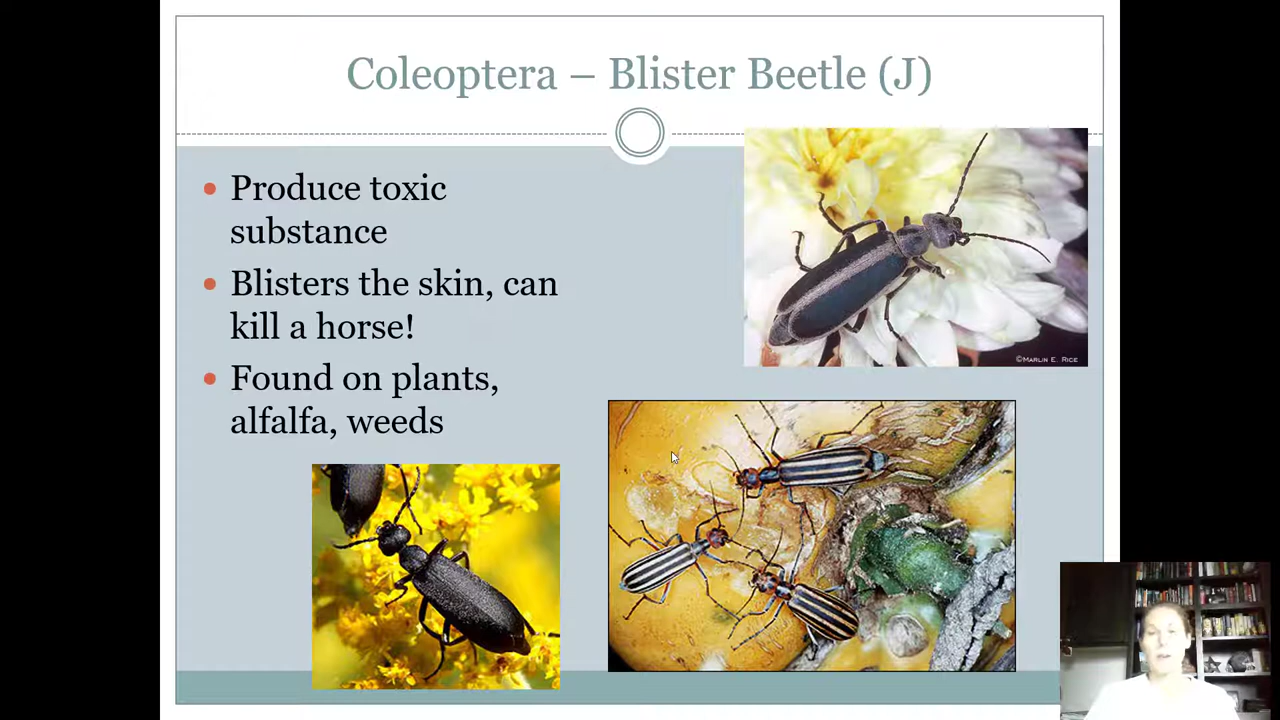 Coleoptera – Blister Beetle (J)
• Produce toxic
substance
• Blisters the skin, can
kill a horse!
• Found on plants,
alfalfa, weeds
©MARLIN E. RICE